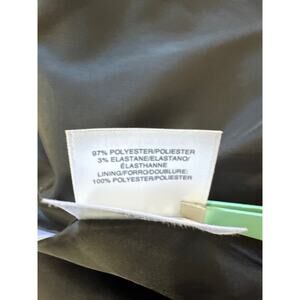 97% POLYESTER/POLIESTER
3% ELASTANE/ELASTANO/
ÉLASTHANNE
LINING/FORRO/DOUBLURE:
100% POLYESTER/POLIESTER